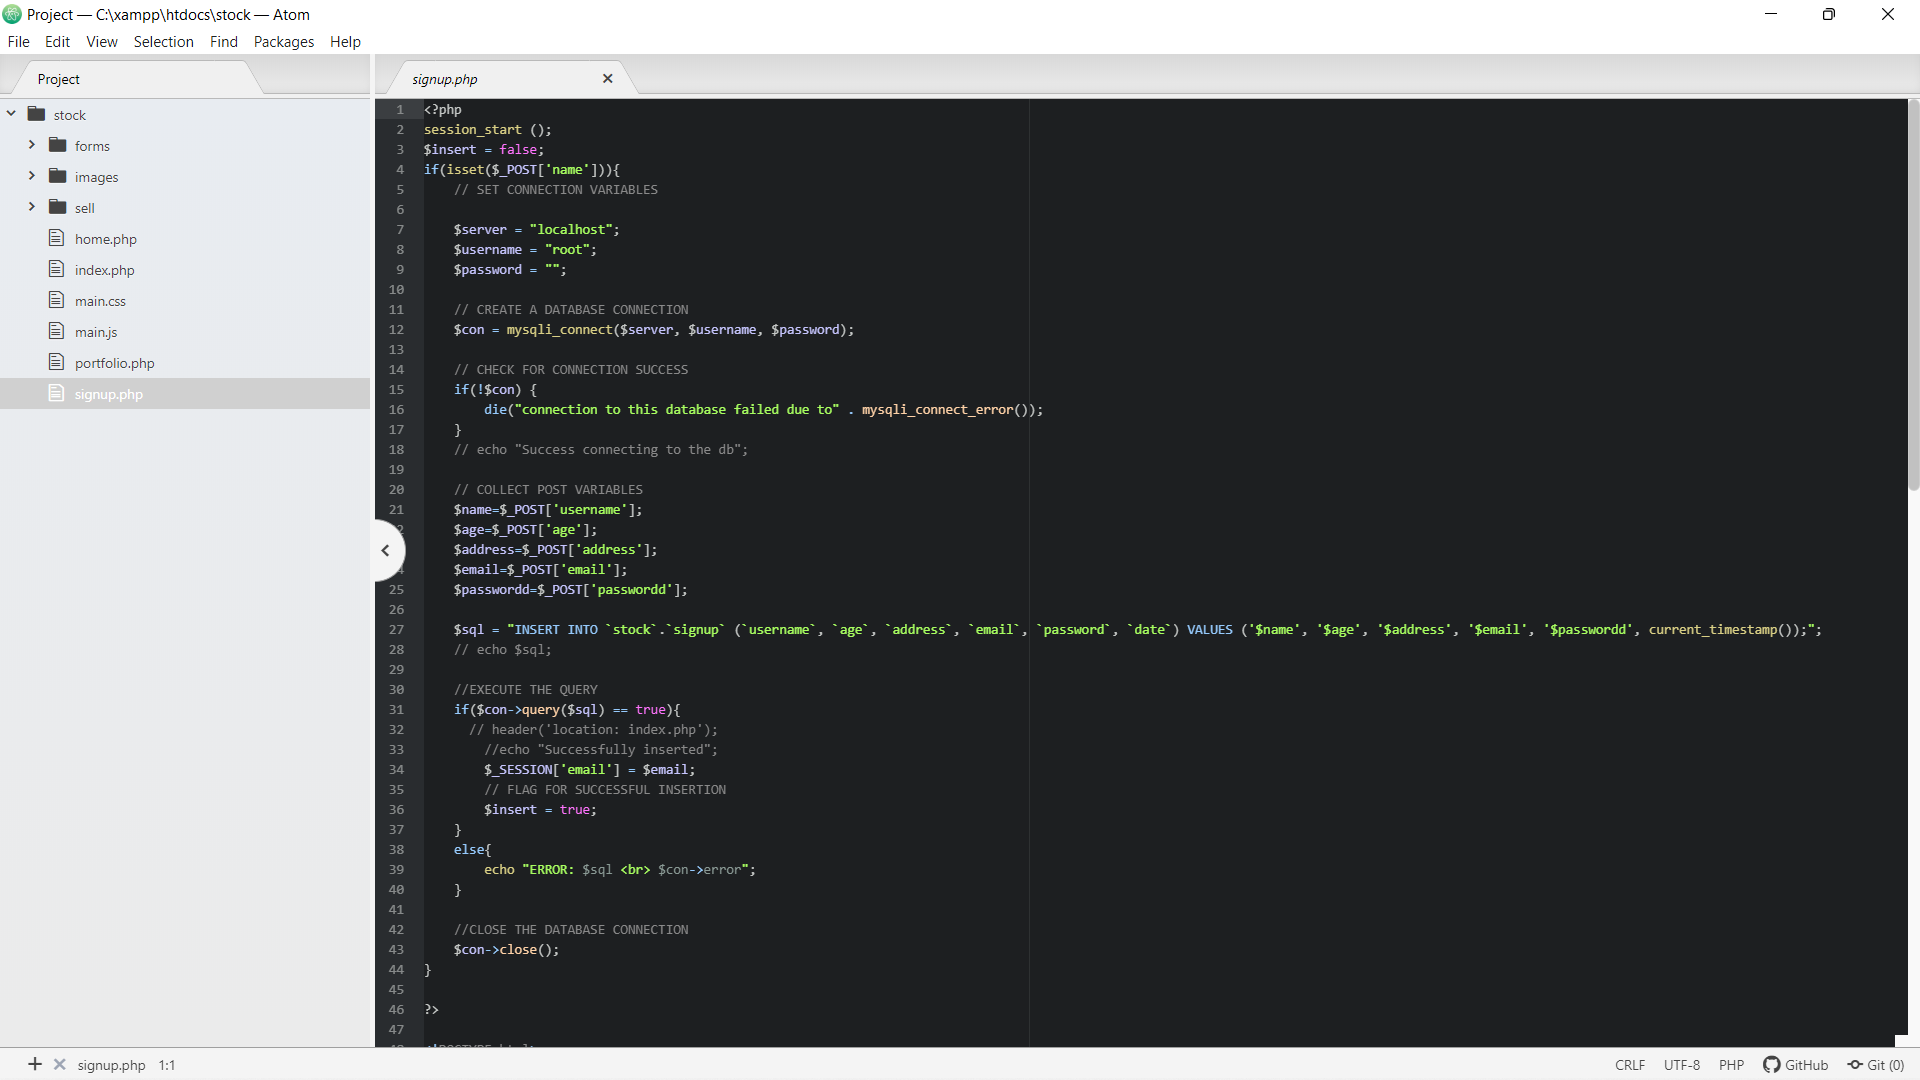 Project — C:\xampp\htdocs\stock — Atom
File Edit View Selection Find Packages Help
Project
signup.php
stock
forms
images
sell
home.php
index.php
main.css
main.js
portfolio.php
signup.php
1 <?php
2 session_start ();
3 $insert = false;
4 if(isset($_POST['name'])){
5 // SET CONNECTION VARIABLES
6
7 $server = "localhost";
8 $username = "root";
9 $password = "";
10
11 // CREATE A DATABASE CONNECTION
12 $con = mysqli_connect($server, $username, $password);
13
14 // CHECK FOR CONNECTION SUCCESS
15 if(!$con) {
16 die("connection to this database failed due to" . mysqli_connect_error());
17 }
18 // echo "Success connecting to the db";
19
20 // COLLECT POST VARIABLES
21 $name=$_POST['username'];
$age=$_POST['age'];
$address=$_POST['address'];
$email=$_POST['email'];
25 $passwordd=$_POST['passwordd'];
26
27 $sql = "INSERT INTO `stock`.`signup` (`username`, `age`, `address`, `email`, `password`, `date`) VALUES ('$name', '$age', '$address', '$email', '$passwordd', current_timestamp());";
28 // echo $sql;
29
30 //EXECUTE THE QUERY
31 if($con->query($sql) == true){
32 // header('location: index.php');
33 //echo "Successfully inserted";
34 $_SESSION['email'] = $email;
35 // FLAG FOR SUCCESSFUL INSERTION
36 $insert = true;
37 }
38 else{
39 echo "ERROR: $sql <br> $con->error";
40 }
41
42 //CLOSE THE DATABASE CONNECTION
43 $con->close();
44 }
45
46 ?>
47
signup.php 1:1
CRLF UTF-8 PHP GitHub Git (0)